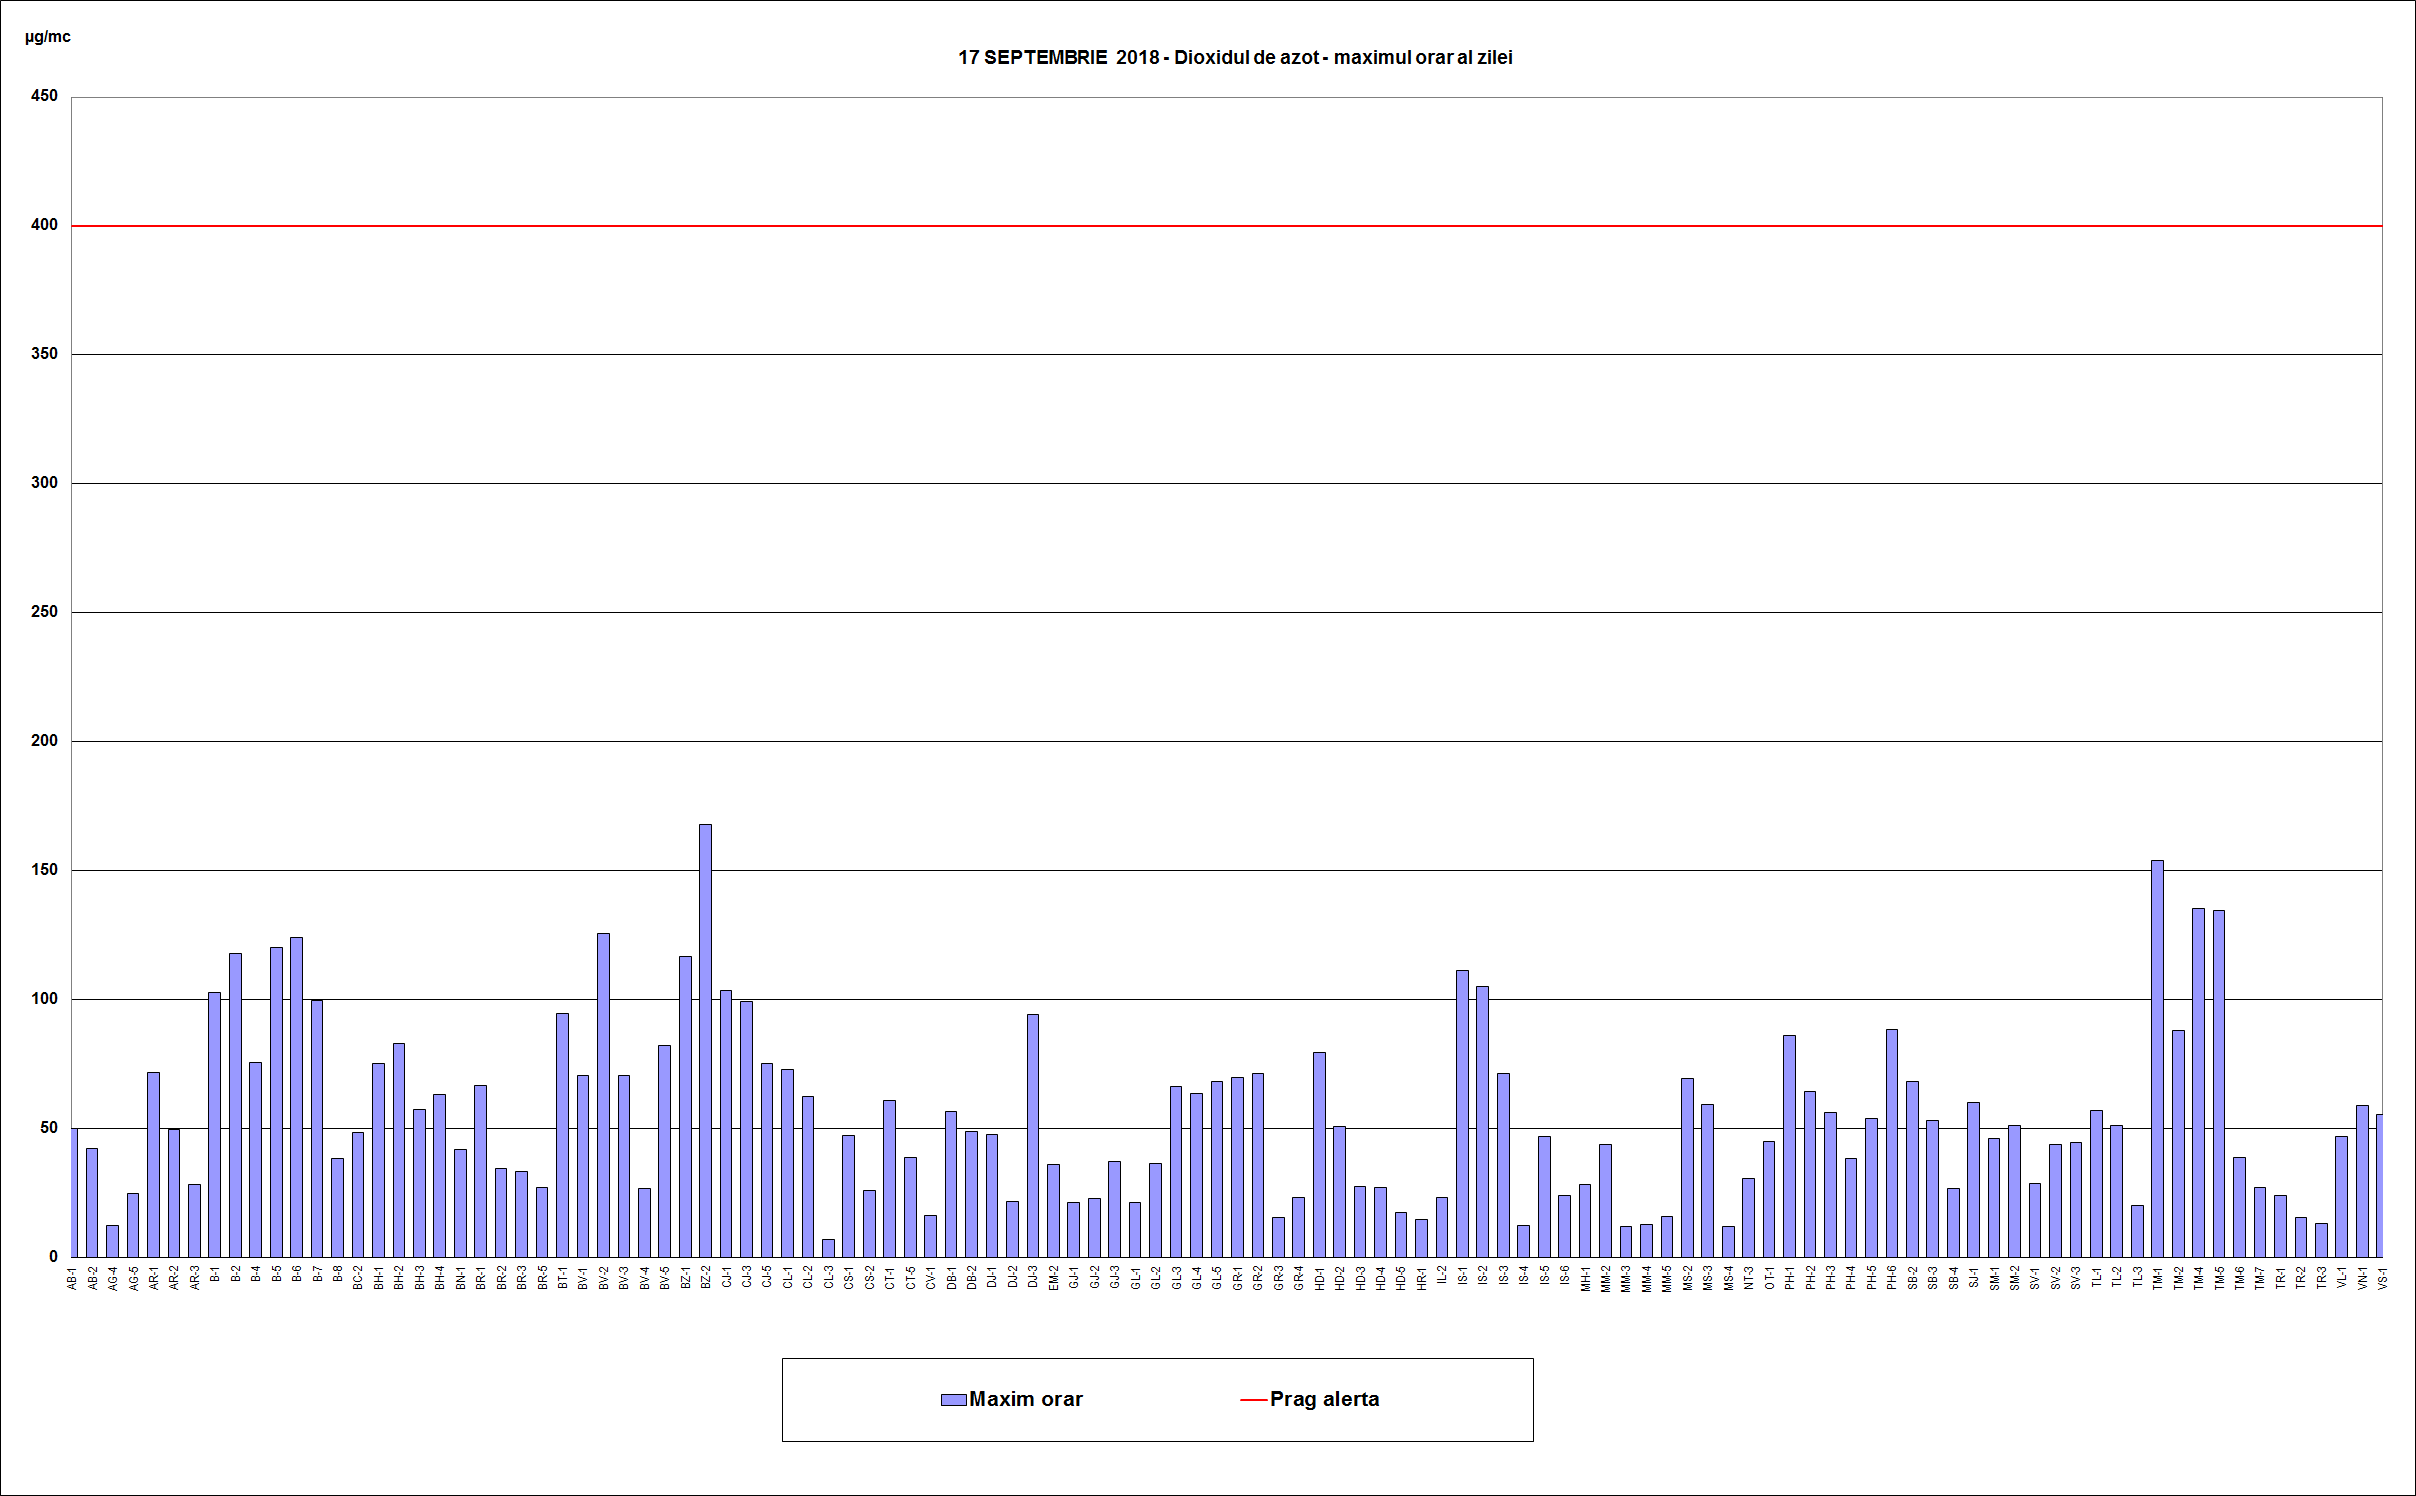 µg/mc
17 SEPTEMBRIE 2018 - Dioxidul de azot - maximul orar al zilei
450
400
350
300
250
200
150
100
50
0
AB-1 AB-2 AG-4 AG-5 AR-1 AR-2 AR-3 B-1 B-2 B-4 B-5 B-6 B-7 B-8 BC-2 BH-1 BH-2 BH-3 BH-4 BN-1 BR-1 BR-2 BR-3 BR-5 BT-1 BV-1 BV-2 BV-3 BV-4 BV-5 BZ-1 BZ-2 CJ-1 CJ-3 CJ-5 CL-1 CL-2 CL-3 CS-1 CS-2 CT-1 CT-5 CV-1 DB-1 DB-2 DJ-1 DJ-2 DJ-3 EM-2 GJ-1 GJ-2 GJ-3 GL-1 GL-2 GL-3 GL-4 GL-5 GR-1 GR-2 GR-3 GR-4 HD-1 HD-2 HD-3 HD-4 HD-5 HR-1 IL-2 IS-1 IS-2 IS-3 IS-4 IS-5 IS-6 MH-1 MM-2 MM-3 MM-4 MM-5 MS-2 MS-3 MS-4 NT-3 OT-1 PH-1 PH-2 PH-3 PH-4 PH-5 PH-6 SB-2 SB-3 SB-4 SJ-1 SM-1 SM-2 SV-1 SV-2 SV-3 TL-1 TL-2 TL-3 TM-1 TM-2 TM-4 TM-5 TM-6 TM-7 TR-1 TR-2 TR-3 VL-1 VN-1 VS-1
Maxim orar Prag alerta